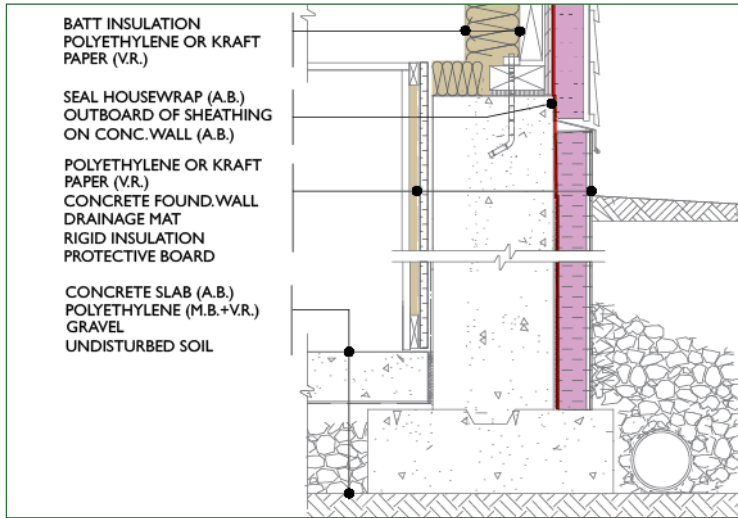 BATT INSULATION
POLYETHYLENE OR KRAFT
PAPER (V.R.)
SEAL HOUSEWRAP (A.B.)
OUTBOARD OF SHEATHING
ON CONC. WALL (A.B.)
POLYETHYLENE OR KRAFT
PAPER (V.R.)
CONCRETE FOUND. WALL
DRAINAGE MAT
RIGID INSULATION
PROTECTIVE BOARD
CONCRETE SLAB (A.B.)
POLYETHYLENE (M.B.+V.R.)
GRAVEL
UNDISTURBED SOIL